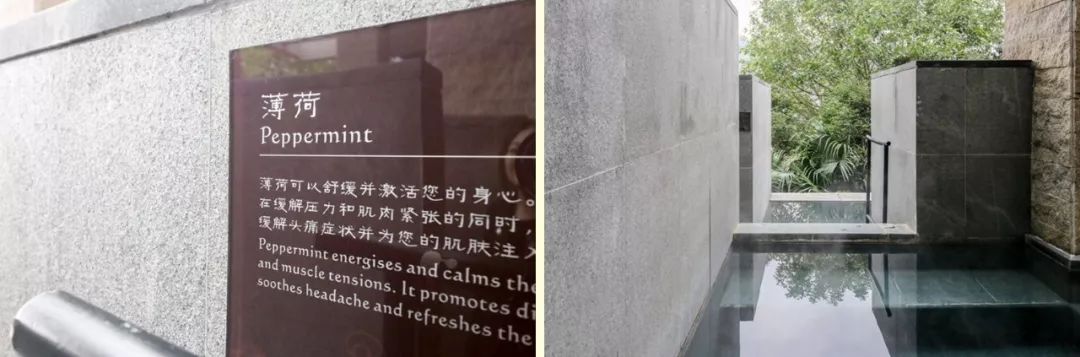 薄荷
Peppermint
薄荷可以舒缓并激活您的身心。
在缓解压力和肌肉紧张的同时，
缓解头痛症状并为您的肌肤注
Peppermint energises and calms the
and muscle tensions. It promotes
soothes headache and refreshes the